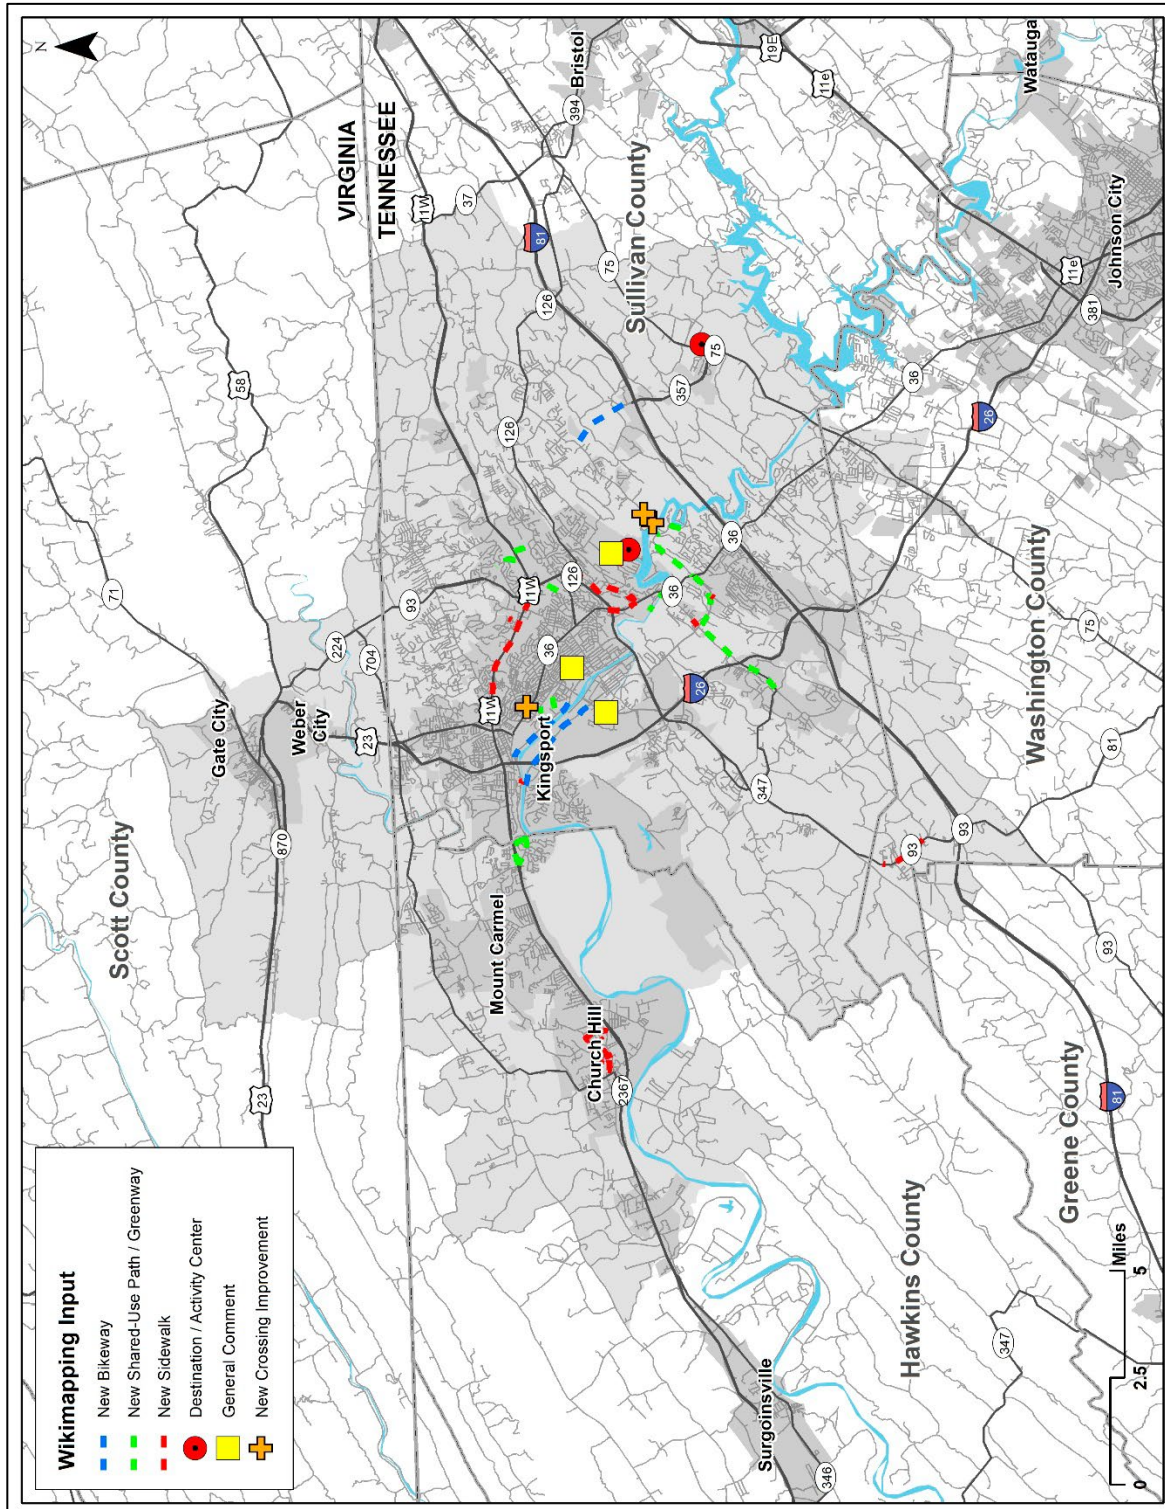 N
VIRGINIA
TENNESSEE
Scott County
Gate City
Weber
City
Bristol
Sullivan County
Mount Carmel
Kingsport
Church Hill
Surgoinsville
Hawkins County
Greene County
Washington County
Johnson City
Watauga
71
58
224
93
704
23
870
23
11W
37
394
81
126
75
126
11W
126
11W
36
36
357
75
19E
11e
11e
381
36
26
36
26
347
75
81
93
93
93
81
2367
346
347
Wikimapping Input
New Bikeway
New Shared-Use Path / Greenway
New Sidewalk
Destination / Activity Center
General Comment
New Crossing Improvement
0
2.5
5
Miles